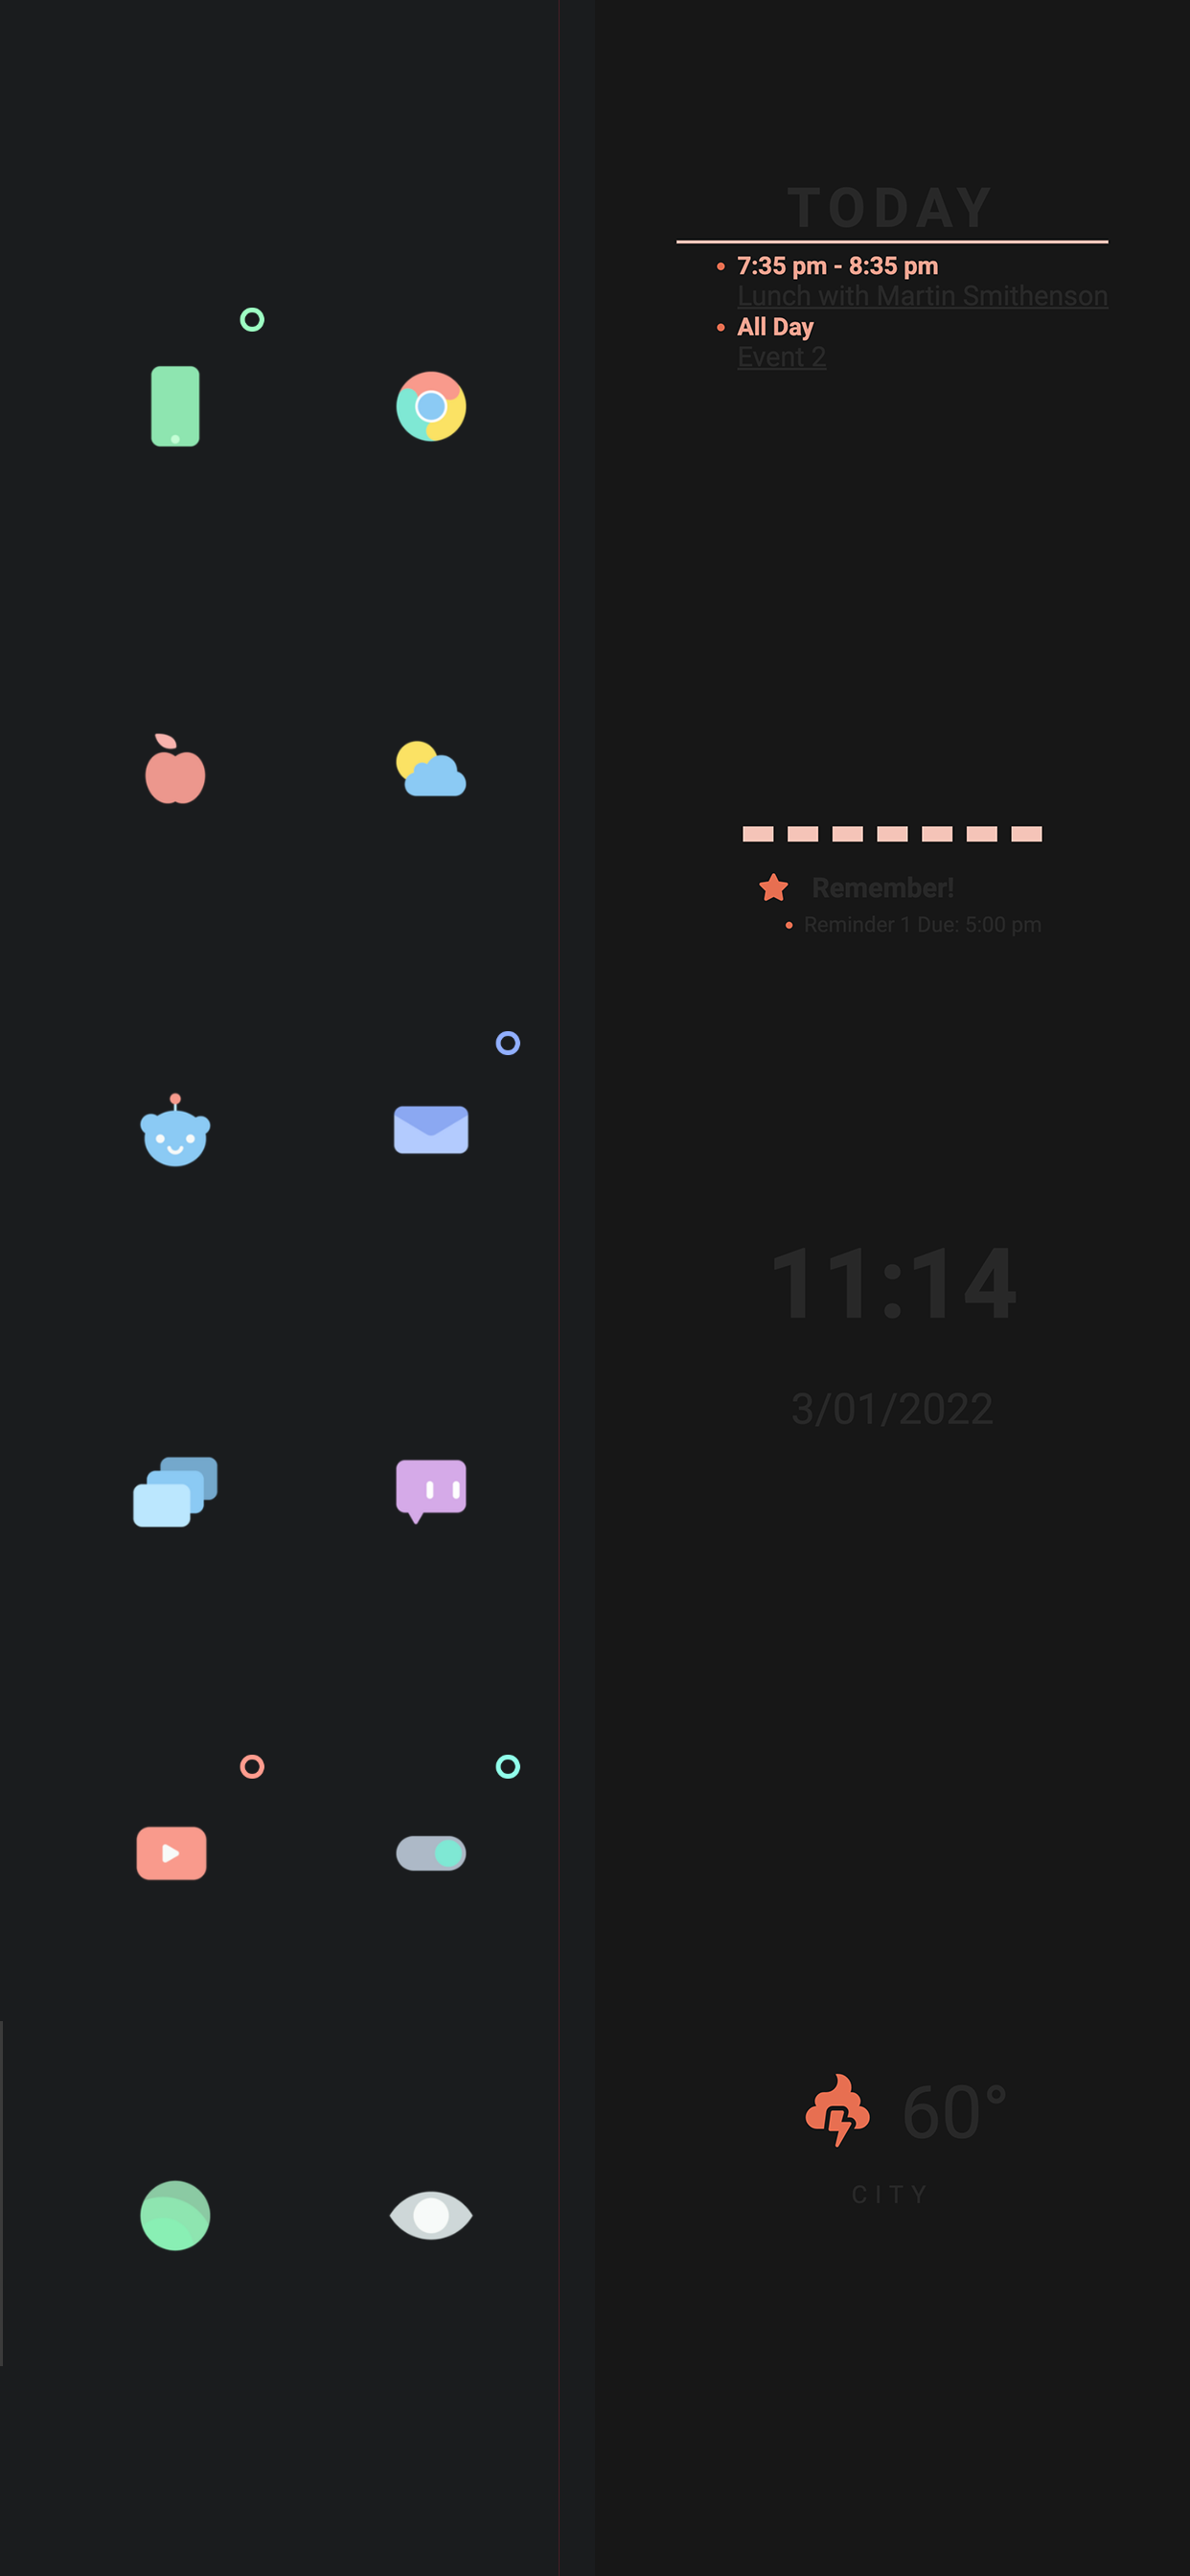 TODAY
7:35 pm - 8:35 pm
Lunch with Martin Smithenson
All Day
Event 2
Remember!
Reminder 1 Due: 5:00 pm
11:14
3/01/2022
60°
CITY